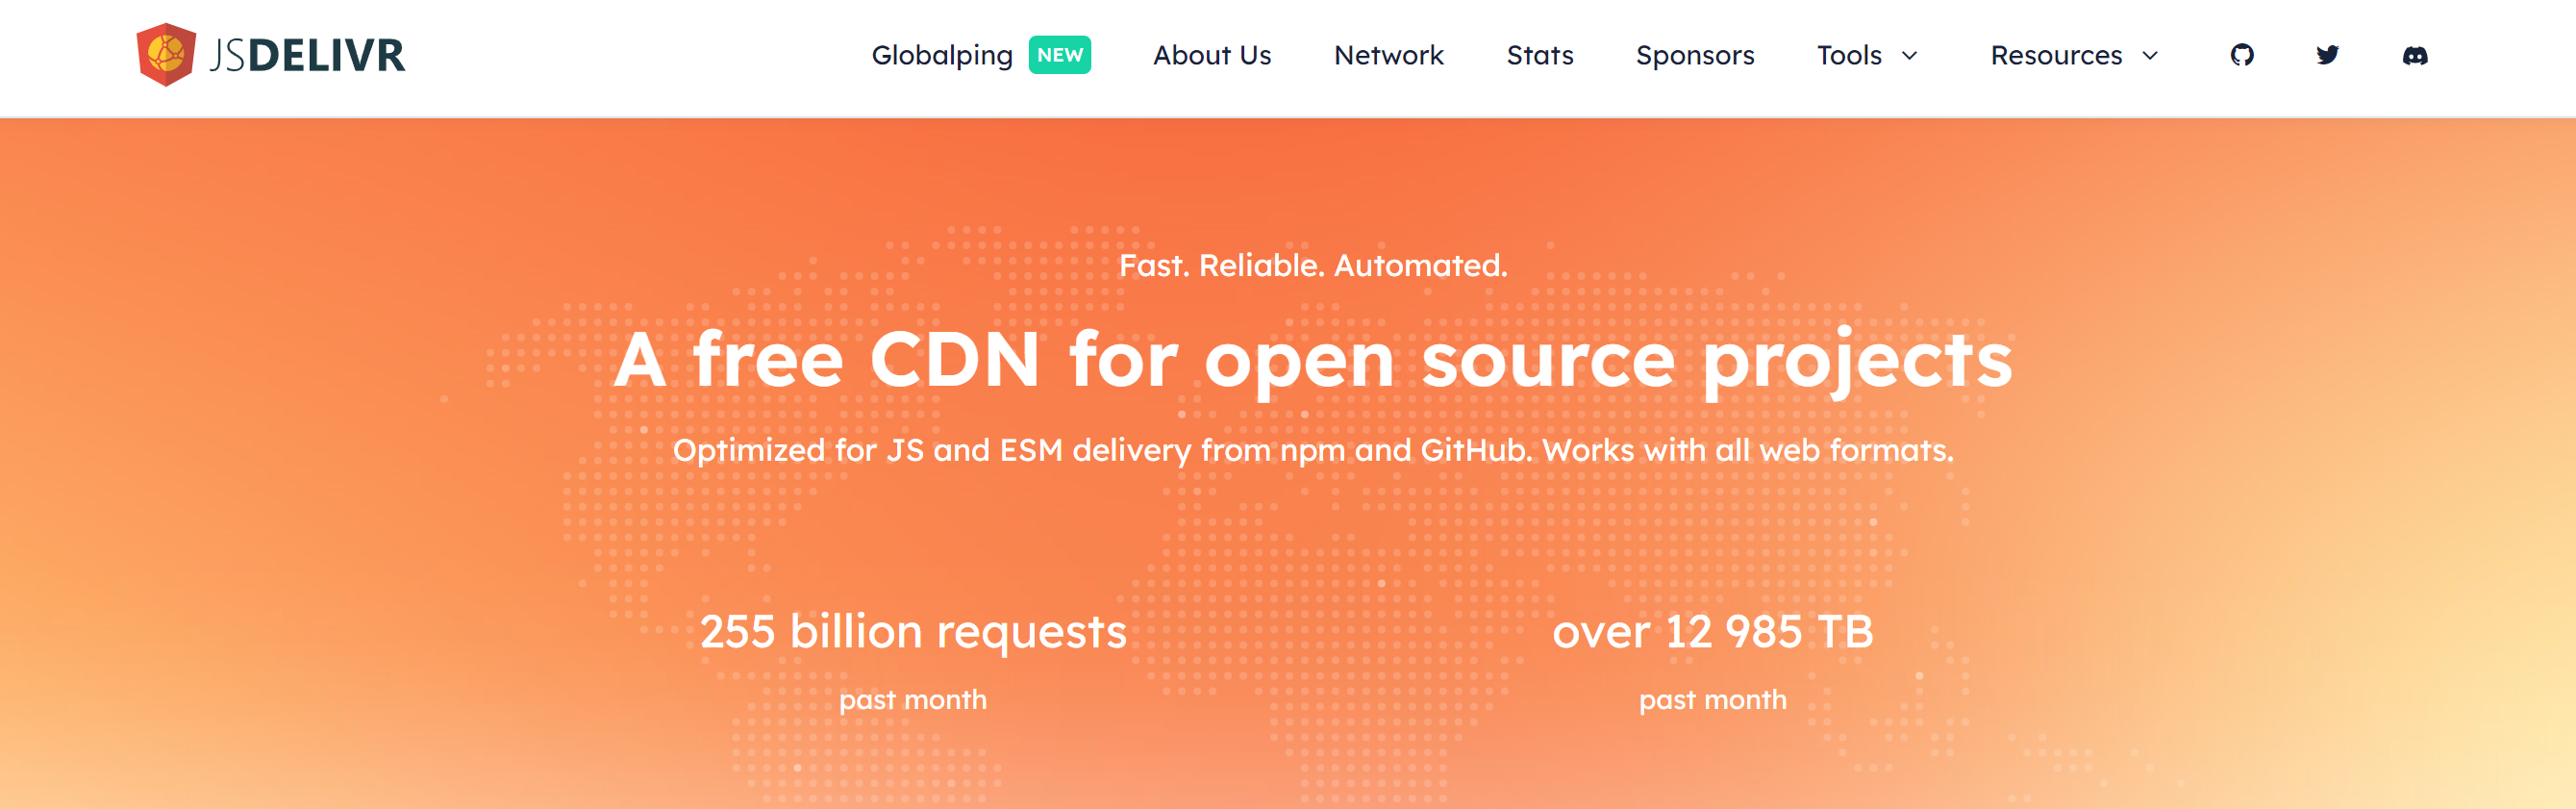 JSDELIVR
Globalping NEW About Us Network Stats Sponsors Tools Resources
Fast. Reliable. Automated.
A free CDN for open source projects
Optimized for JS and ESM delivery from npm and GitHub. Works with all web formats.
255 billion requests
past month
over 12 985 TB
past month